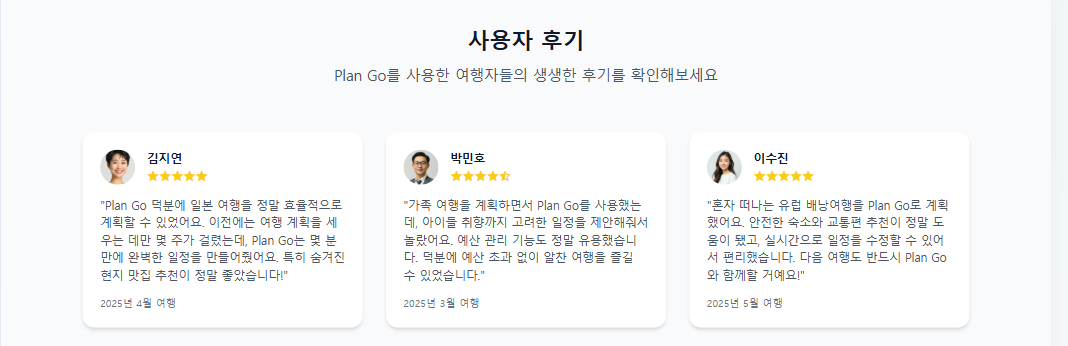 사용자 후기
Plan Go를 사용한 여행자들의 생생한 후기를 확인해보세요
김지연
"Plan Go 덕분에 일본 여행을 정말 효율적으로
계획할 수 있었어요. 이전에는 여행 계획을 세
우는 데만 몇 주가 걸렸는데, Plan Go는 몇 분
만에 완벽한 일정을 만들어줬어요. 특히 숨겨진
현지 맛집 추천이 정말 좋았습니다!"
2025년 4월 여행
박민호
"가족 여행을 계획하면서 Plan Go를 사용했는
데, 아이들 취향까지 고려한 일정을 제안해줘서
놀랐어요. 예산 관리 기능도 정말 유용했습니
다. 덕분에 예산 초과 없이 알찬 여행을 즐길
수 있었습니다."
2025년 3월 여행
이수진
"혼자 떠나는 유럽 배낭여행을 Plan Go로 계획
했어요. 안전한 숙소와 교통편 추천이 정말 도
움이 됐고, 실시간으로 일정을 수정할 수 있어
서 편리했습니다. 다음 여행도 반드시 Plan Go
와 함께할 거예요!"
2025년 5월 여행